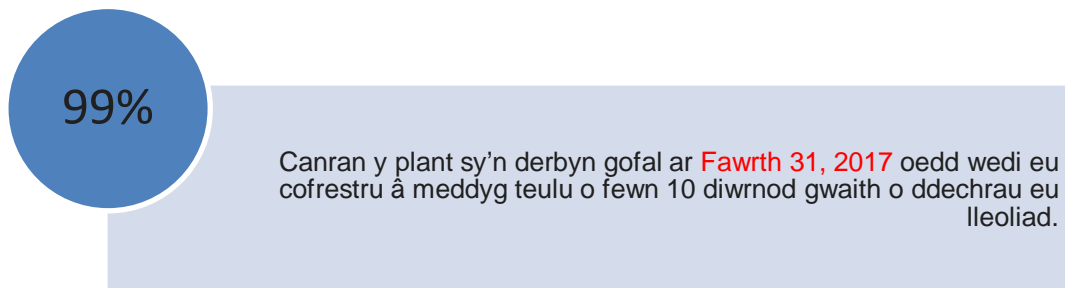 99%
Canran y plant sy’n derbyn gofal ar Fawrth 31, 2017 oedd wedi eu
cofrestru â meddyg teulu o fewn 10 diwrnod gwaith o ddechrau eu
lleoliad.